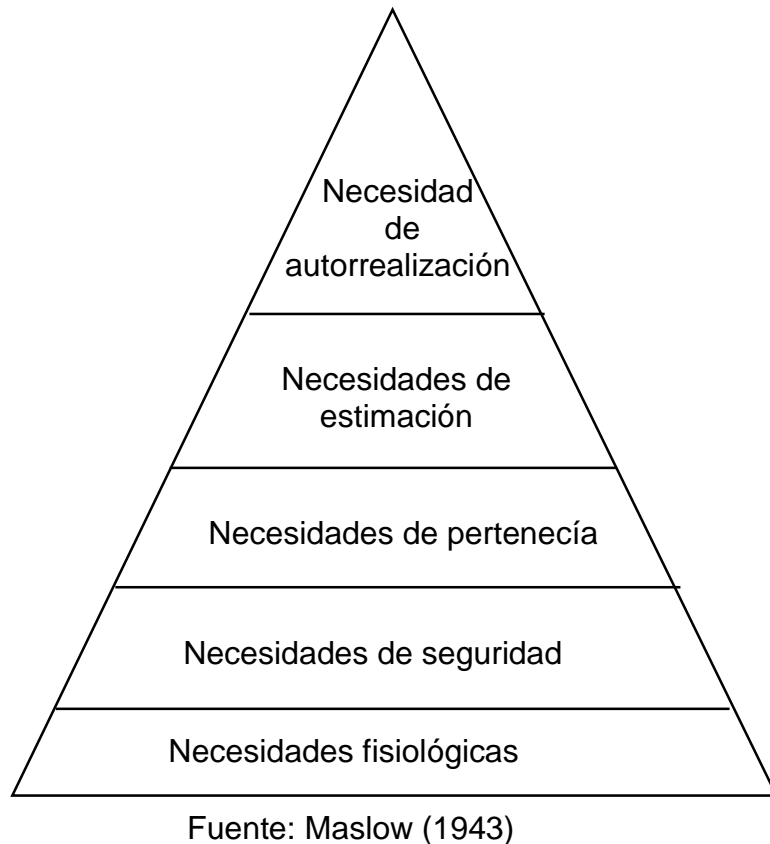 Necesidad
de
autorrealización
Necesidades de
estimación
Necesidades de pertenecía
Necesidades de seguridad
Necesidades fisiológicas
Fuente: Maslow (1943)